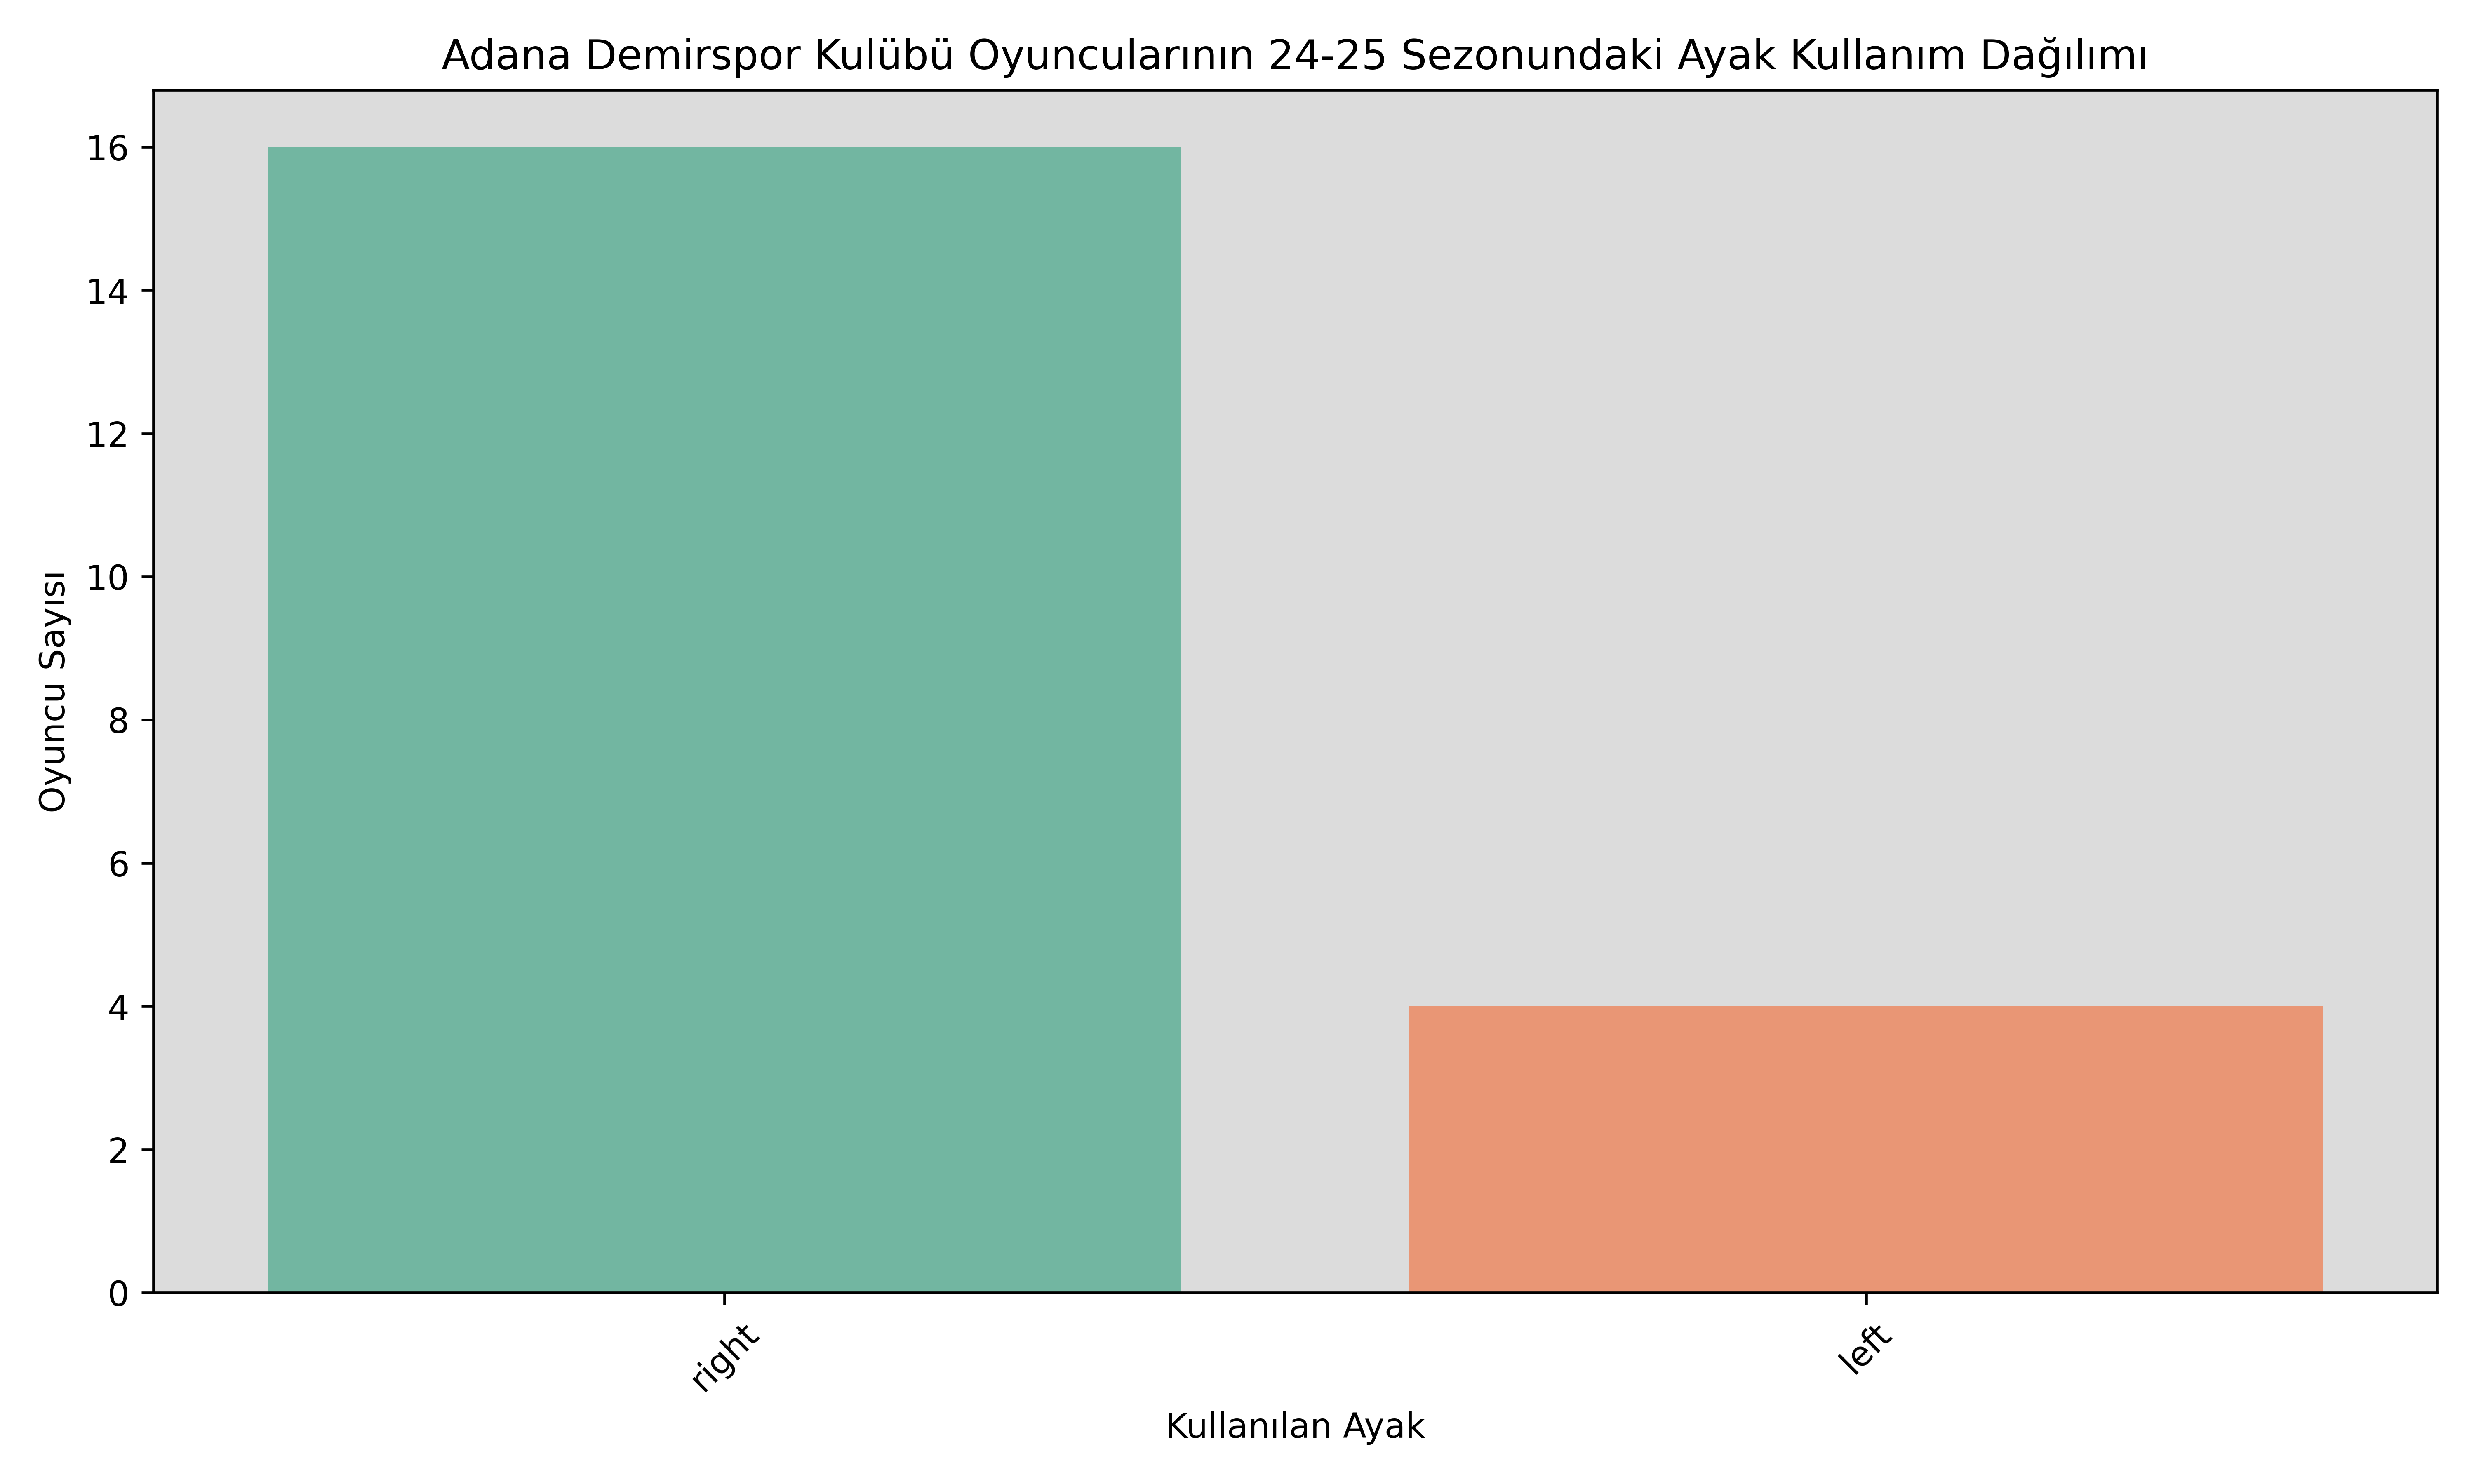 Adana Demirspor Kulübü Oyuncularının 24-25 Sezonundaki Ayak Kullanım Dağılımı
Oyuncu Sayısı
16
14
12
10
8
6
4
2
0
right
left
Kullanılan Ayak